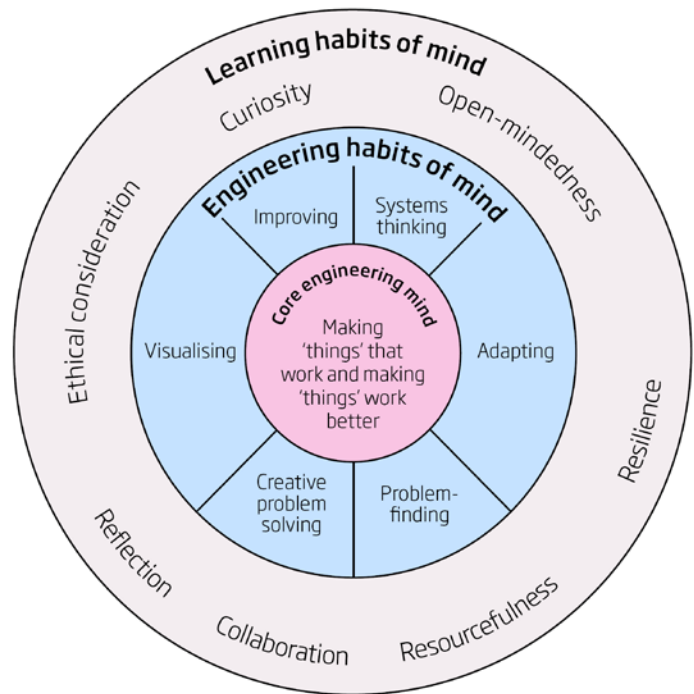 Learning habits of mind
Curiosity
Open-mindedness
Resilience
Resourcefulness
Collaboration
Reflection
Ethical consideration
Engineering habits of mind
Improving
Systems
thinking
Adapting
Problem-
finding
Creative
problem
solving
Visualising
Core engineering mind
Making
'things' that
work and making
'things' work
better